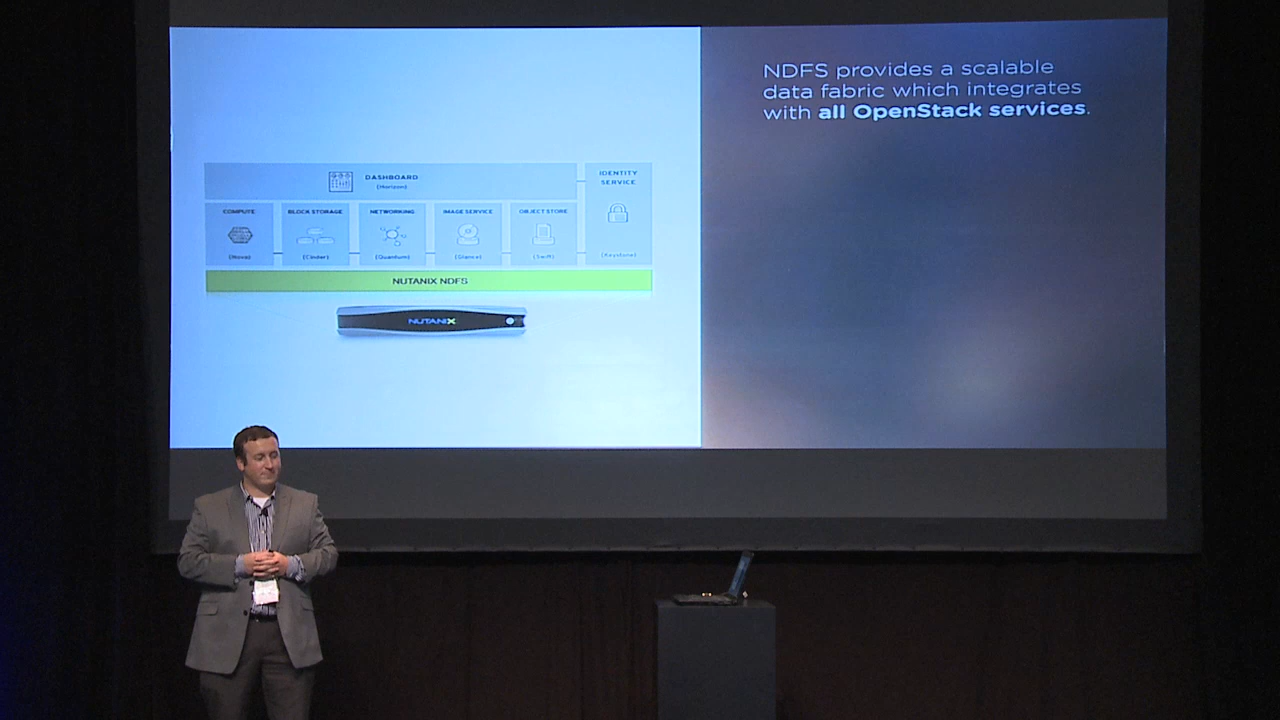 NDFS provides a scalable
data fabric which integrates
with all OpenStack services.
DASHBOARD
(Horizon)
IDENTITY
SERVICE
COMPUTE
BLOCK STORAGE
NETWORKING
IMAGE SERVICE
OBJECT STORE
(Nova)
(Cinder)
(Quantum)
(Glance)
(Swift)
(Keystone)
NUTANIX NDFS
NUTANIX